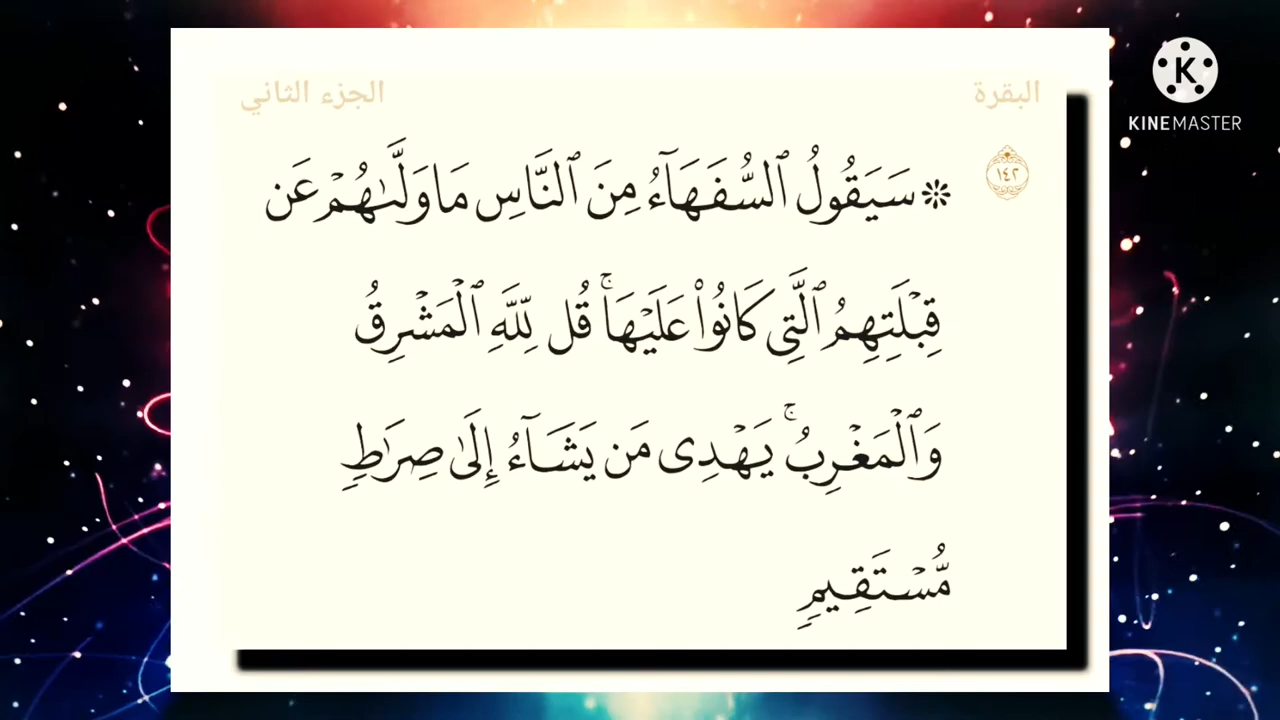 البقرة
الجزء الثاني
١٤٢
۞ سَيَقُولُ ٱلسُّفَهَآءُ مِنَ ٱلنَّاسِ مَا وَلَّىٰهُمْ عَن
قِبْلَتِهِمُ ٱلَّتِى كَانُوا۟ عَلَيْهَا ۚ قُل لِّلَّهِ ٱلْمَشْرِقُ
وَٱلْمَغْرِبُ ۚ يَهْدِى مَن يَشَآءُ إِلَىٰ صِرَٰطٍ
مُّسْتَقِيمٍ
K
KINEMASTER